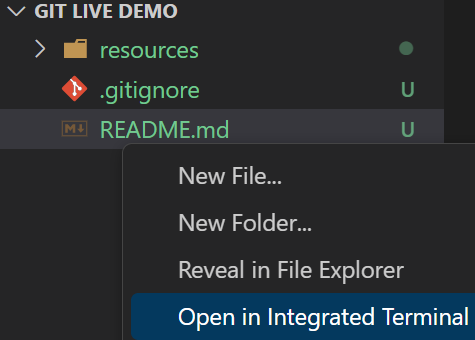 GIT LIVE DEMO
resources
.gitignore U
M↓ README.md U
New File...
New Folder...
Reveal in File Explorer
Open in Integrated Terminal